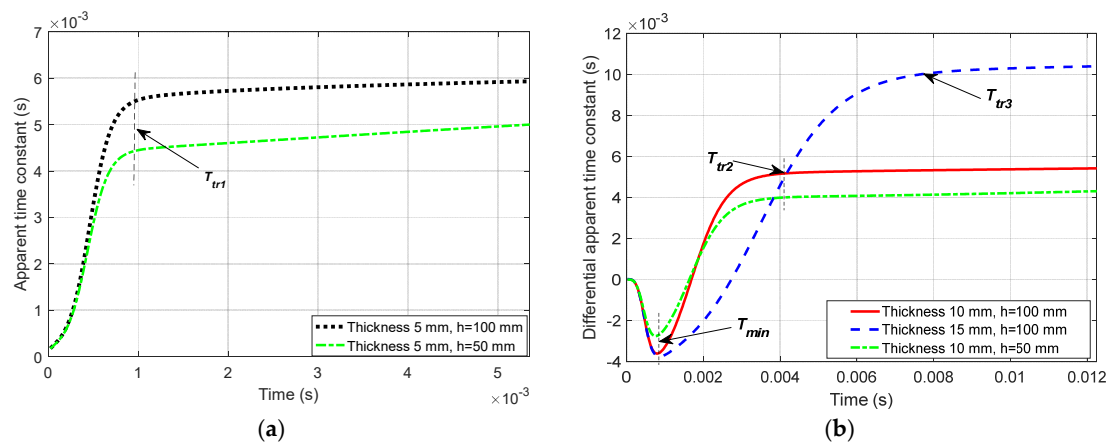 ×10⁻³
7
6
5
4
3
2
1
0
Apparent time constant (s)
T_tr1
Thickness 5 mm, h=100 mm
Thickness 5 mm, h=50 mm
0 1 2 3 4 5
Time (s)
×10⁻³
(a)
×10⁻³
12
10
8
6
4
2
0
-2
-4
Differential apparent time constant (s)
T_tr3
T_tr2
T_min
Thickness 10 mm, h=100 mm
Thickness 15 mm, h=100 mm
Thickness 10 mm, h=50 mm
0 0.002 0.004 0.006 0.008 0.01 0.012
Time (s)
(b)